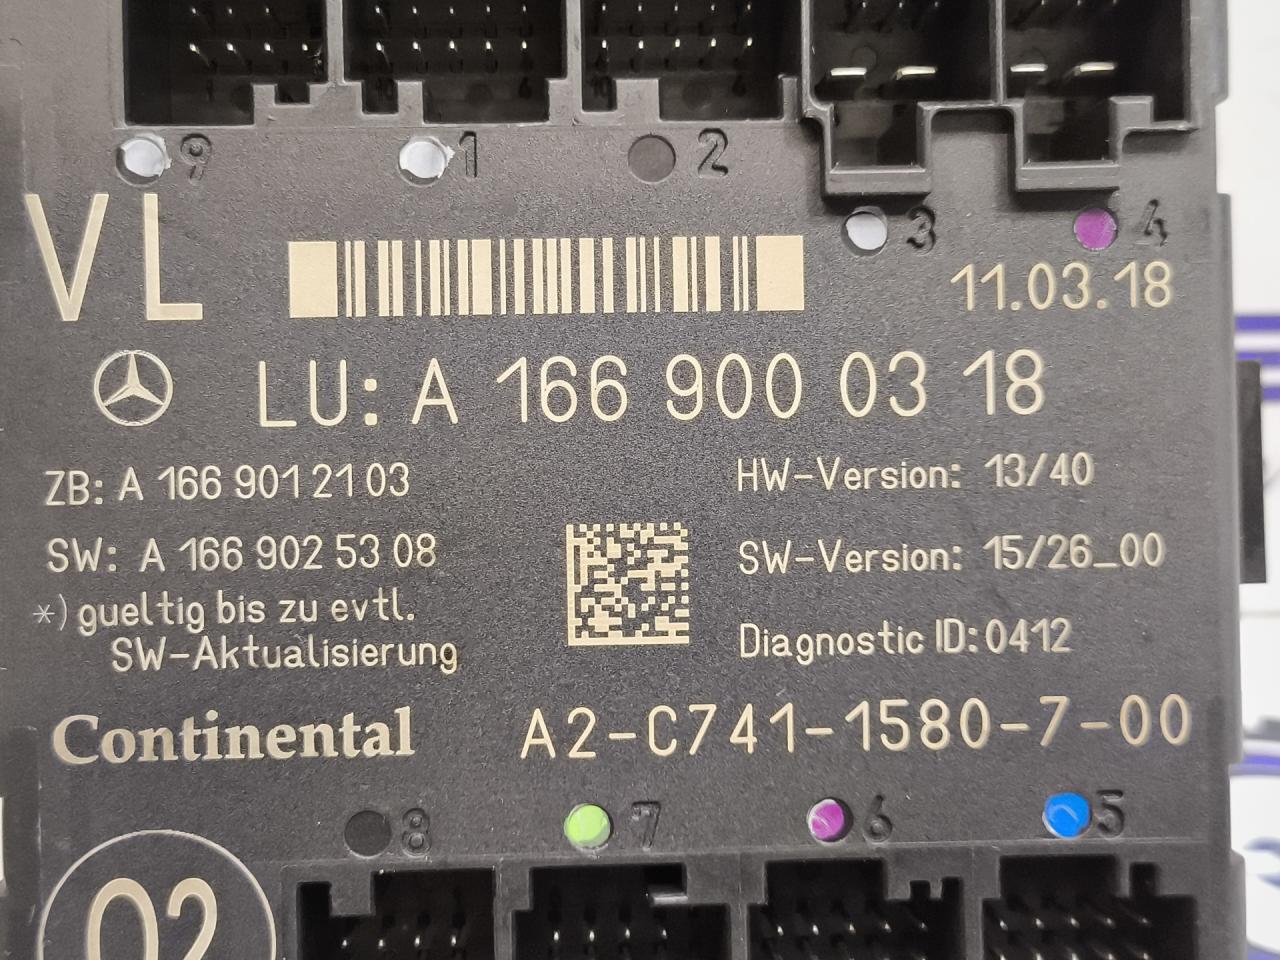 9 1 2
3 4
VL
11.03.18
LU: A 166 900 03 18
ZB: A 166 901 21 03
HW-Version: 13/40
SW: A 166 902 53 08
SW-Version: 15/26_00
*) gueltig bis zu evtl.
SW-Aktualisierung
Diagnostic ID: 0412
Continental
A2-C741-1580-7-00
8 7 6 5
02